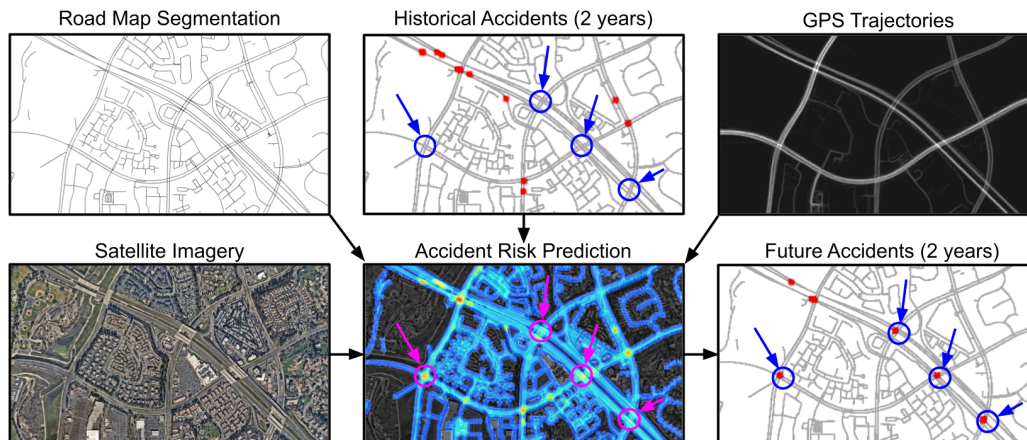 Road Map Segmentation
Historical Accidents (2 years)
GPS Trajectories
Satellite Imagery
Accident Risk Prediction
Future Accidents (2 years)